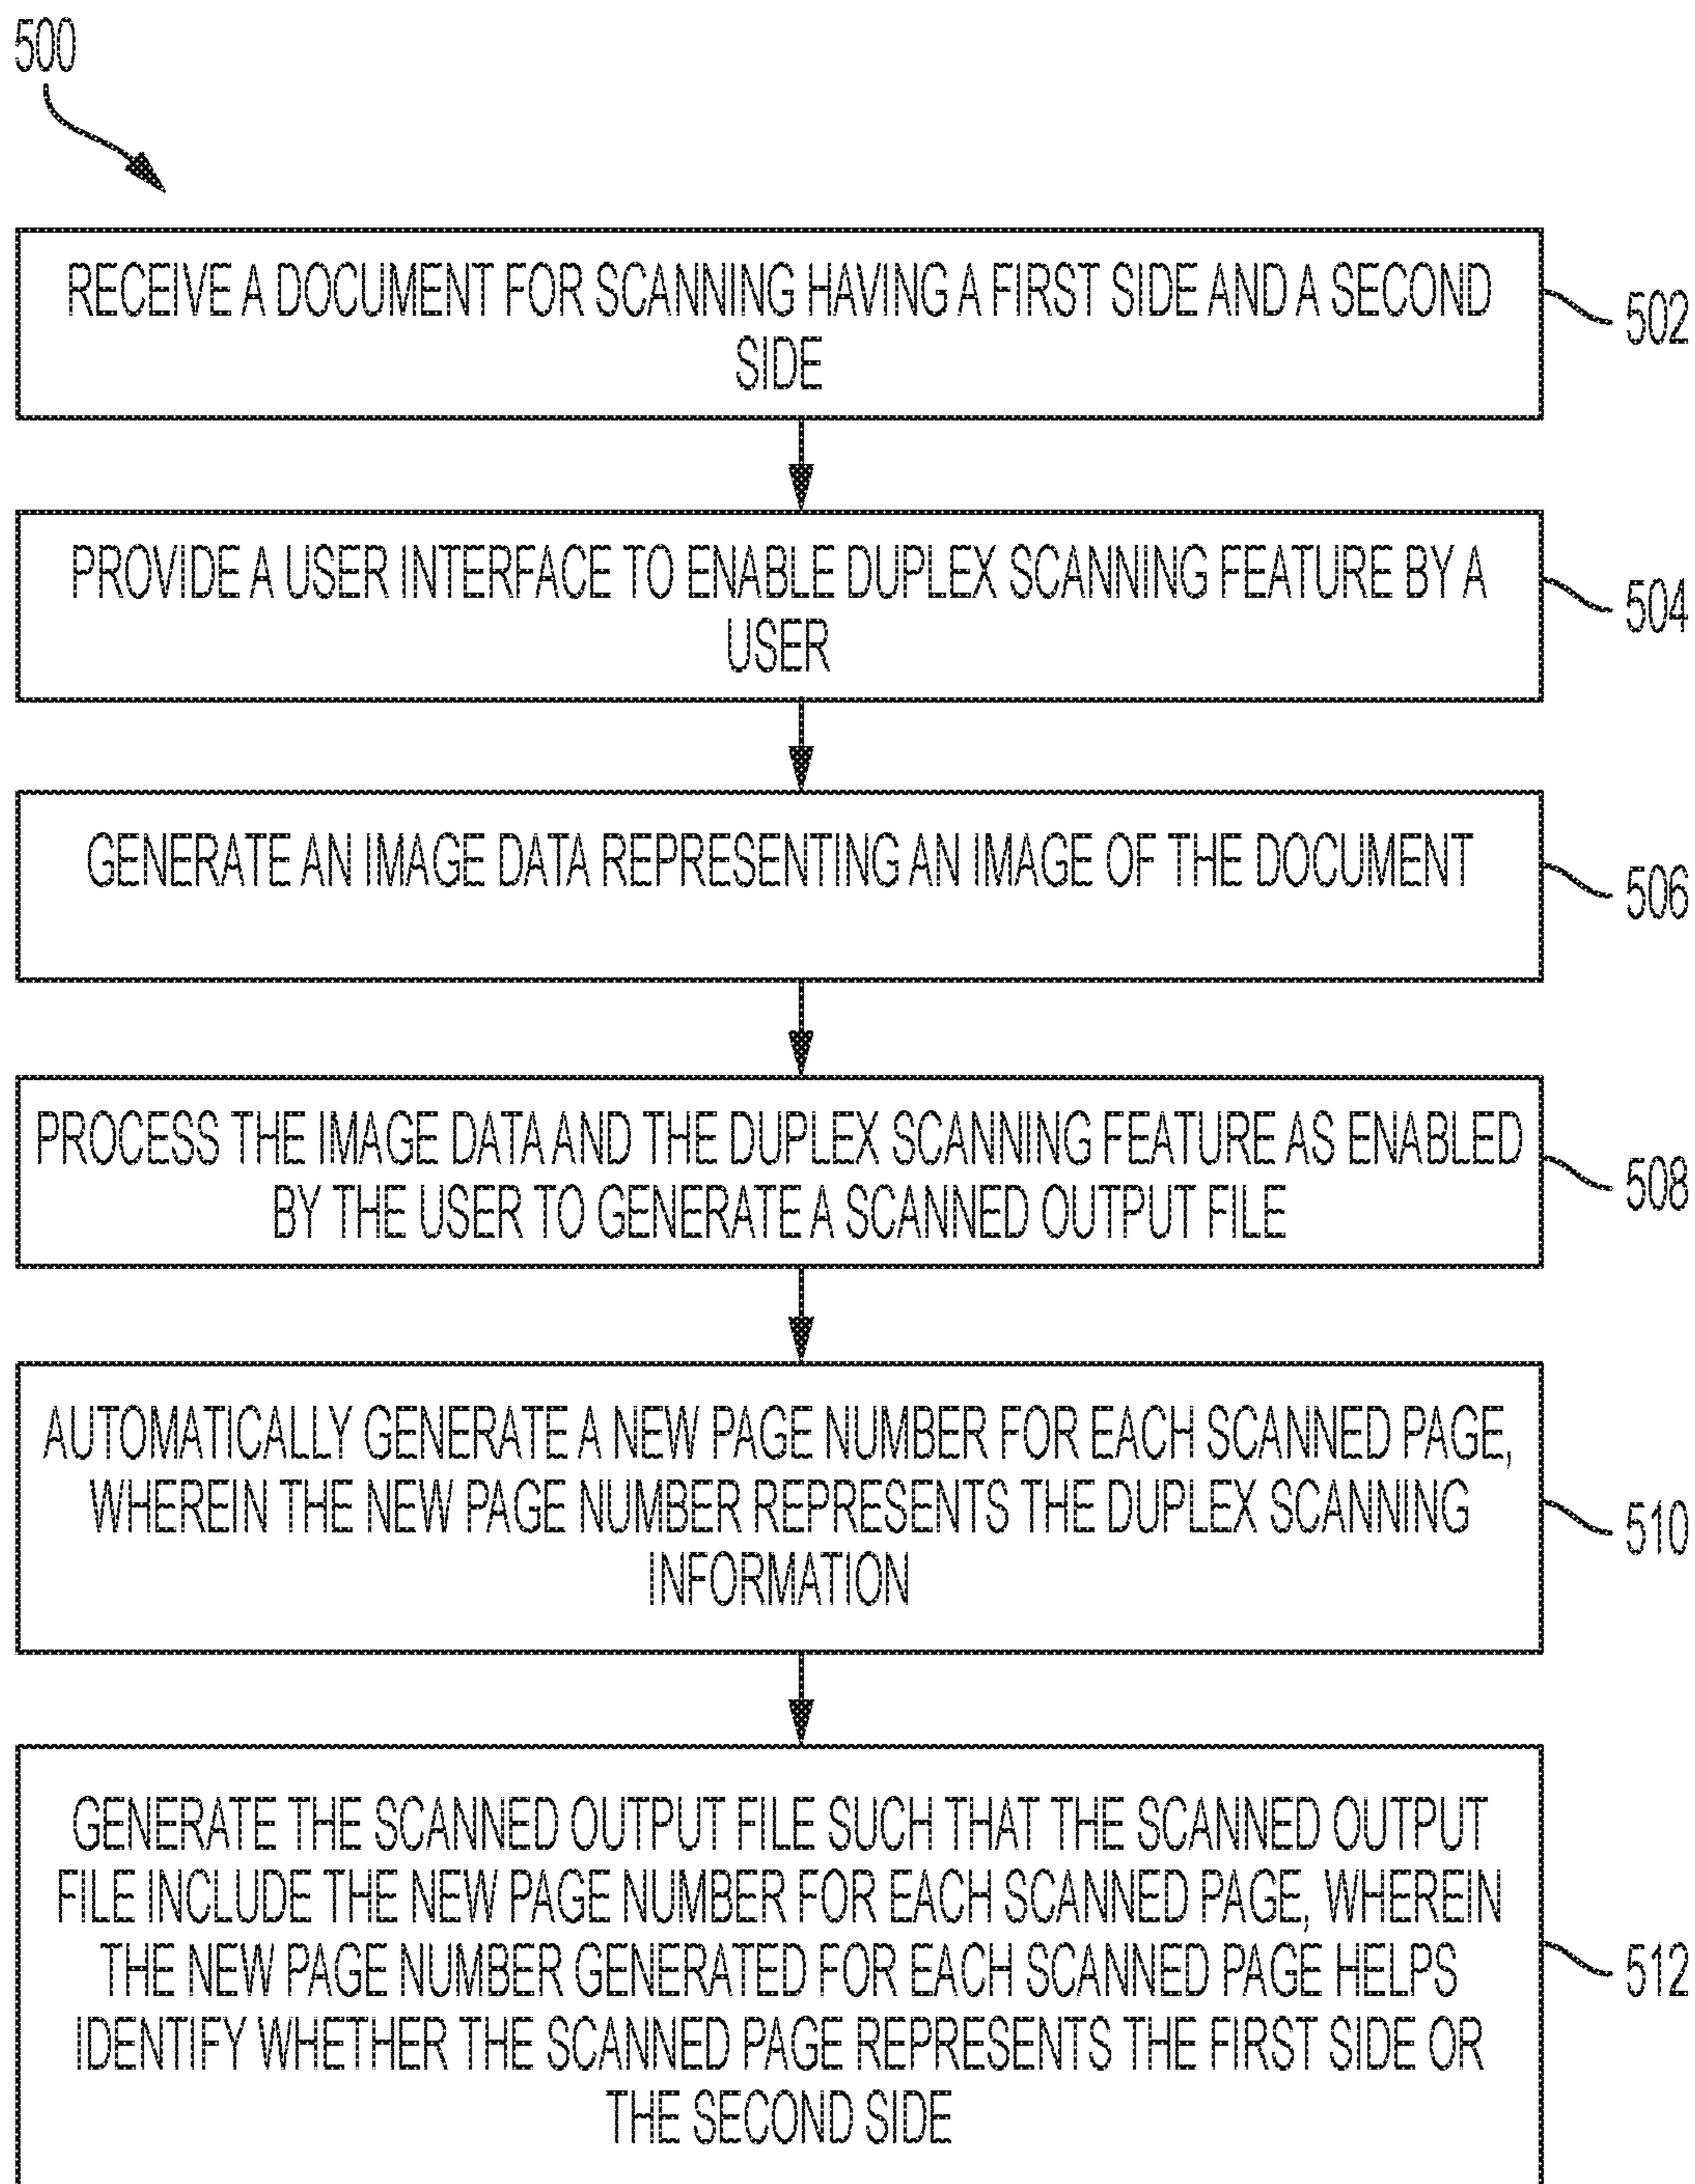 500
RECEIVE A DOCUMENT FOR SCANNING HAVING A FIRST SIDE AND A SECOND
SIDE
502
PROVIDE A USER INTERFACE TO ENABLE DUPLEX SCANNING FEATURE BY A
USER
504
GENERATE AN IMAGE DATA REPRESENTING AN IMAGE OF THE DOCUMENT
506
PROCESS THE IMAGE DATA AND THE DUPLEX SCANNING FEATURE AS ENABLED
BY THE USER TO GENERATE A SCANNED OUTPUT FILE
508
AUTOMATICALLY GENERATE A NEW PAGE NUMBER FOR EACH SCANNED PAGE,
WHEREIN THE NEW PAGE NUMBER REPRESENTS THE DUPLEX SCANNING
INFORMATION
510
GENERATE THE SCANNED OUTPUT FILE SUCH THAT THE SCANNED OUTPUT
FILE INCLUDE THE NEW PAGE NUMBER FOR EACH SCANNED PAGE, WHEREIN
THE NEW PAGE NUMBER GENERATED FOR EACH SCANNED PAGE HELPS
IDENTIFY WHETHER THE SCANNED PAGE REPRESENTS THE FIRST SIDE OR
THE SECOND SIDE
512